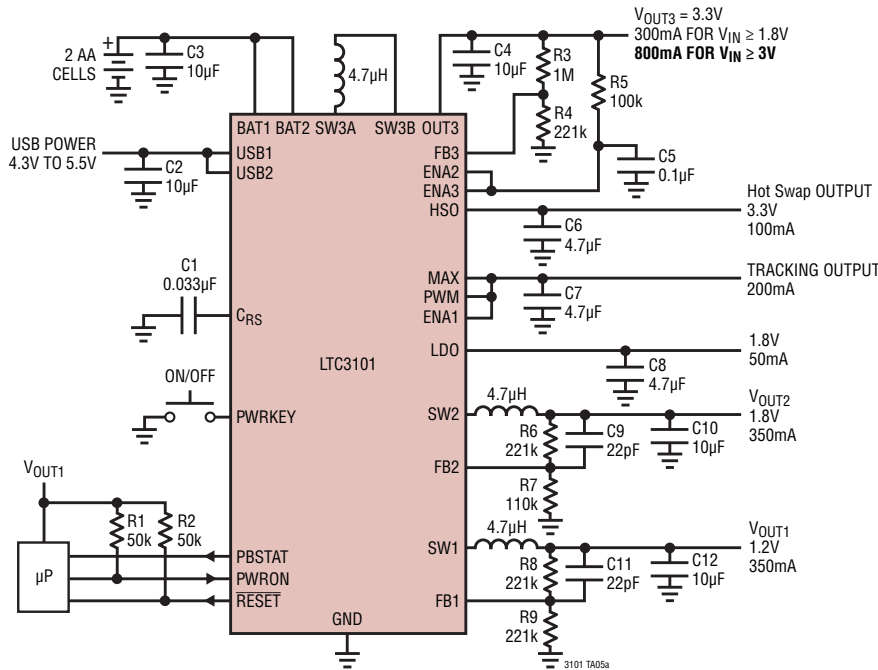 V_OUT3 = 3.3V
300mA FOR V_IN ≥ 1.8V
800mA FOR V_IN ≥ 3V
+
2 AA
CELLS
C3
10µF
4.7µH
C4
10µF
R3
1M
R4
221k
R5
100k
C5
0.1µF
BAT1 BAT2 SW3A SW3B OUT3
USB POWER
4.3V TO 5.5V
C2
10µF
USB1
USB2
FB3
ENA2
ENA3
HSO
Hot Swap OUTPUT
3.3V
100mA
C6
4.7µF
C1
0.033µF
C_RS
MAX
PWM
ENA1
TRACKING OUTPUT
200mA
C7
4.7µF
LTC3101
LDO
1.8V
50mA
C8
4.7µF
ON/OFF
PWRKEY
SW2
4.7µH
V_OUT2
1.8V
350mA
R6
221k
C9
22pF
C10
10µF
FB2
R7
110k
V_OUT1
R1
50k
R2
50k
µP
PBSTAT
PWRON
RESET
SW1
4.7µH
V_OUT1
1.2V
350mA
R8
221k
C11
22pF
C12
10µF
FB1
R9
221k
GND
3101 TA05a